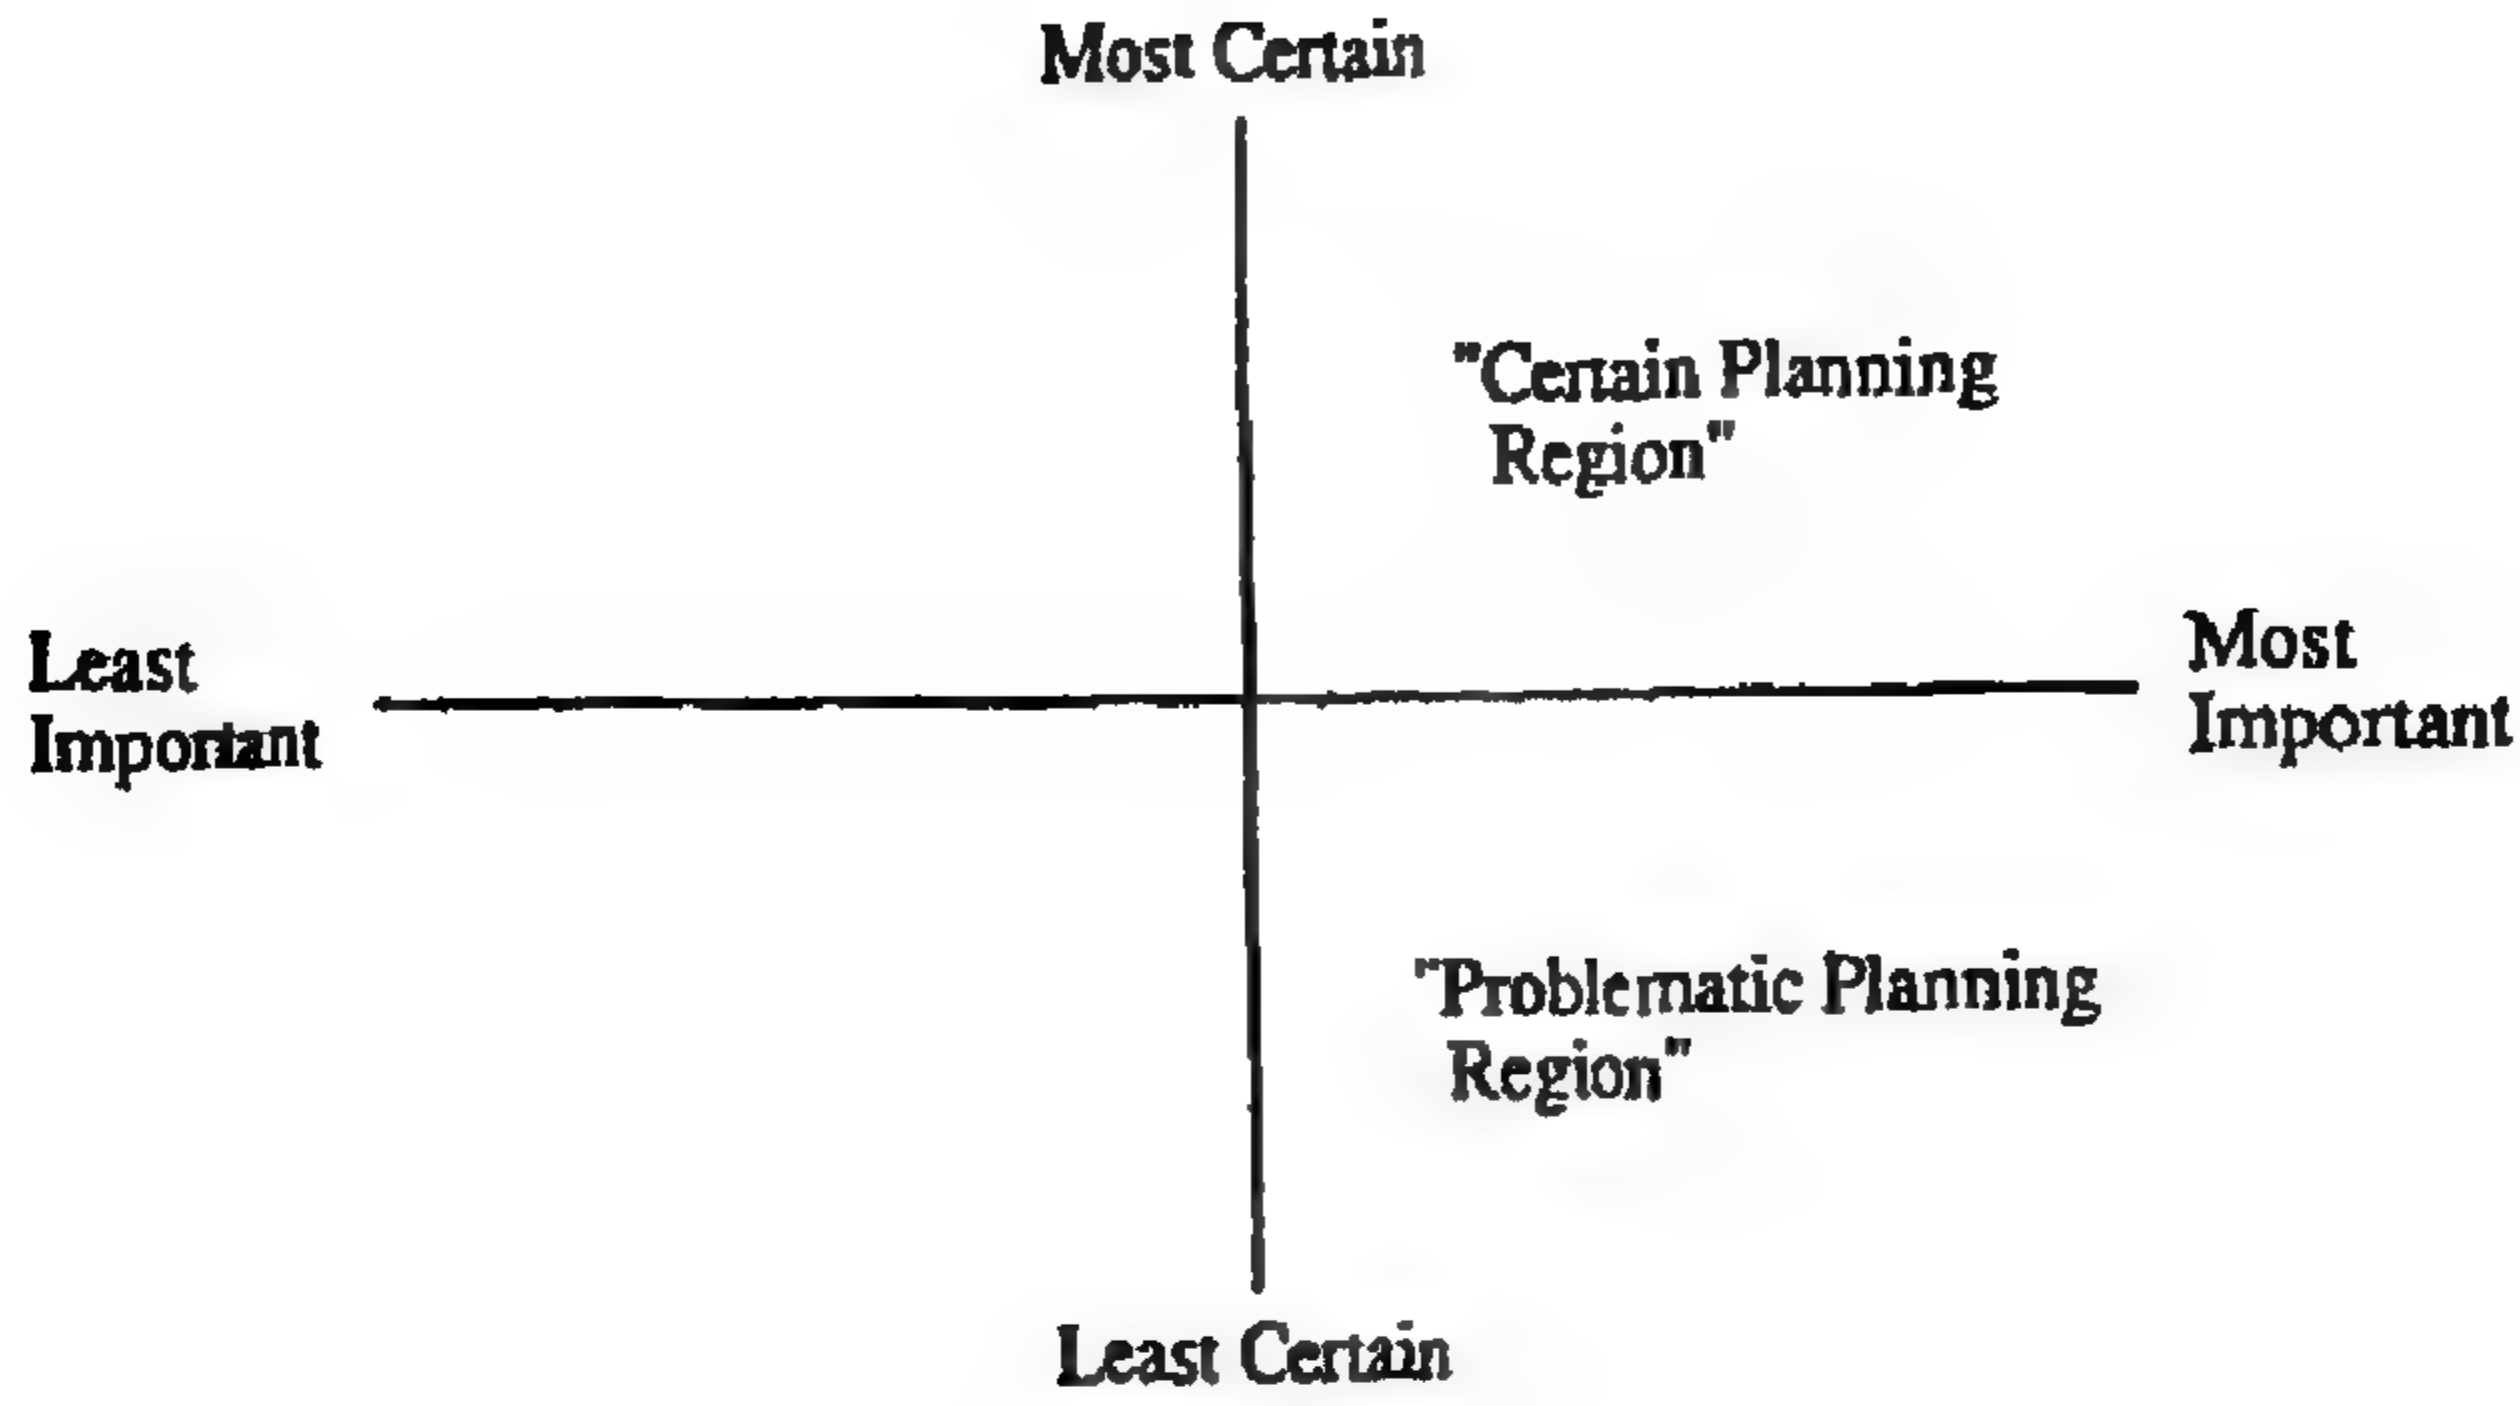 Most Certain
"Certain Planning
Region"
Least
Important
Most
Important
"Problematic Planning
Region"
Least Certain